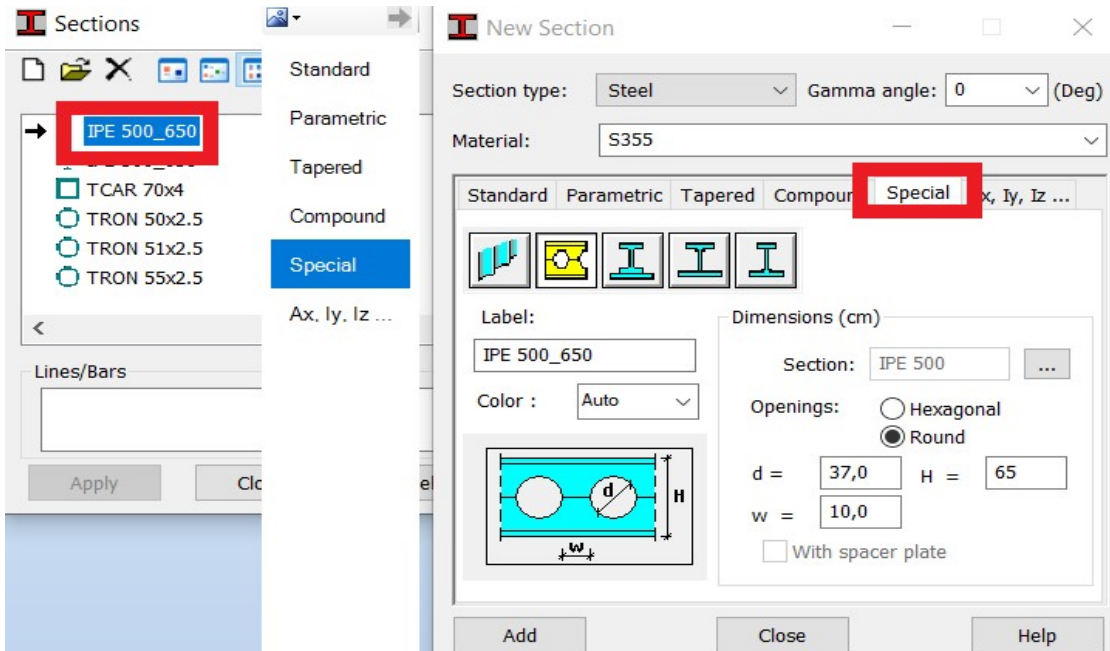 Sections
IPE 500_650
TCAR 70x4
TRON 50x2.5
TRON 51x2.5
TRON 55x2.5
<
Lines/Bars
Apply
Standard
Parametric
Tapered
Compound
Special
Ax, Iy, Iz ...
New Section
Section type: Steel Gamma angle: 0 (Deg)
Material: S355
Standard Parametric Tapered Special Iy, Iz ...
Label:
IPE 500_650
Color : Auto
d
H
w
Dimensions (cm)
Section: IPE 500 ...
Openings: Hexagonal
Round
d = 37,0 H = 65
w = 10,0
With spacer plate
Add Close Help